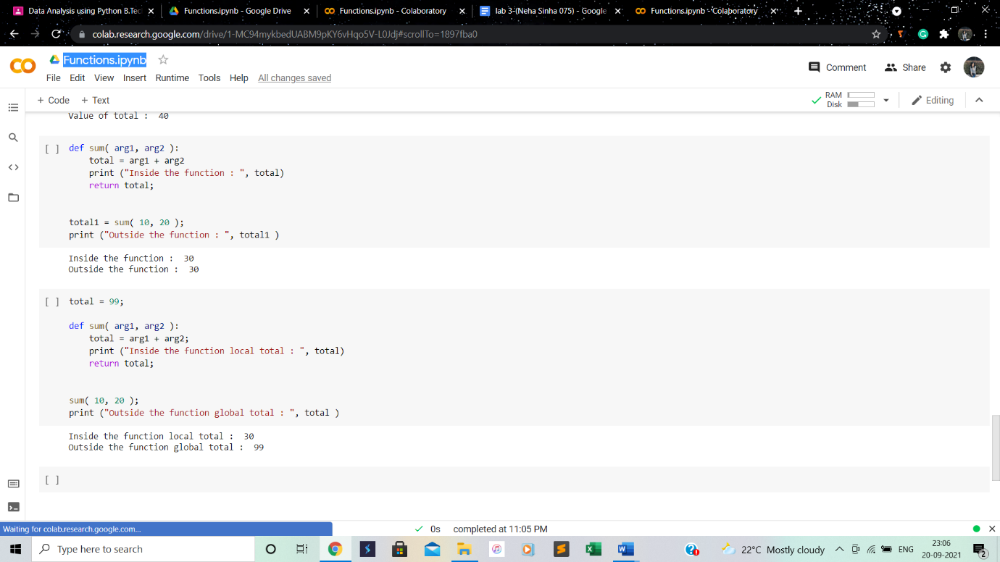 Data Analysis using Python B.Tec
Functions.ipynb - Google Drive
Functions.ipynb - Colaboratory
lab 3-(Neha Sinha 075) - Google
Functions.ipynb - Colaboratory
colab.research.google.com/drive/1-MC94mykbedUABM9pKY6vHqo5V-L0Jdj#scrollTo=1897fba0
Functions.ipynb
Comment
Share
File Edit View Insert Runtime Tools Help All changes saved
+ Code + Text
RAM
Disk
Editing
Value of total :  40
[ ] def sum( arg1, arg2 ):
total = arg1 + arg2
print ("Inside the function : ", total)
return total;
total1 = sum( 10, 20 );
print ("Outside the function : ", total1 )
Inside the function :  30
Outside the function :  30
[ ] total = 99;
def sum( arg1, arg2 ):
total = arg1 + arg2;
print ("Inside the function local total : ", total)
return total;
sum( 10, 20 );
print ("Outside the function global total : ", total )
Inside the function local total :  30
Outside the function global total :  99
[ ]
Waiting for colab.research.google.com...
0s completed at 11:05 PM
Type here to search
22°C Mostly cloudy
ENG
23:06
20-09-2021
2